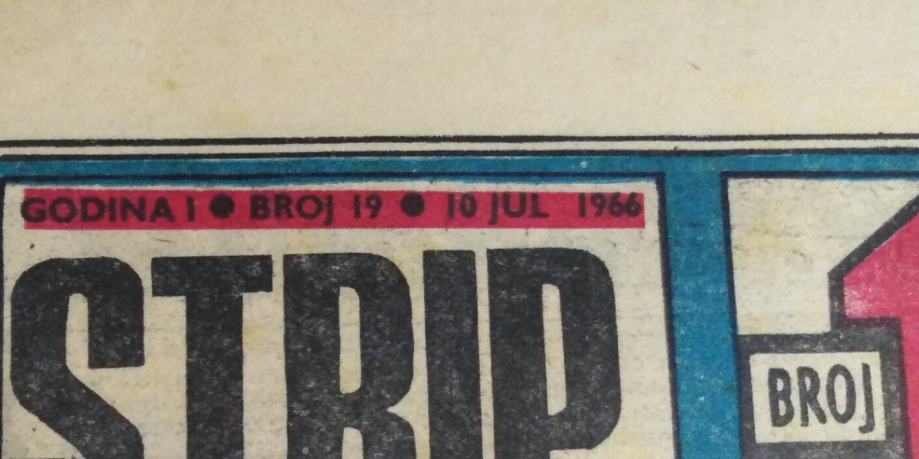 GODINA I ● BROJ 19 ● 10 JUL 1966
STRIP
BROJ